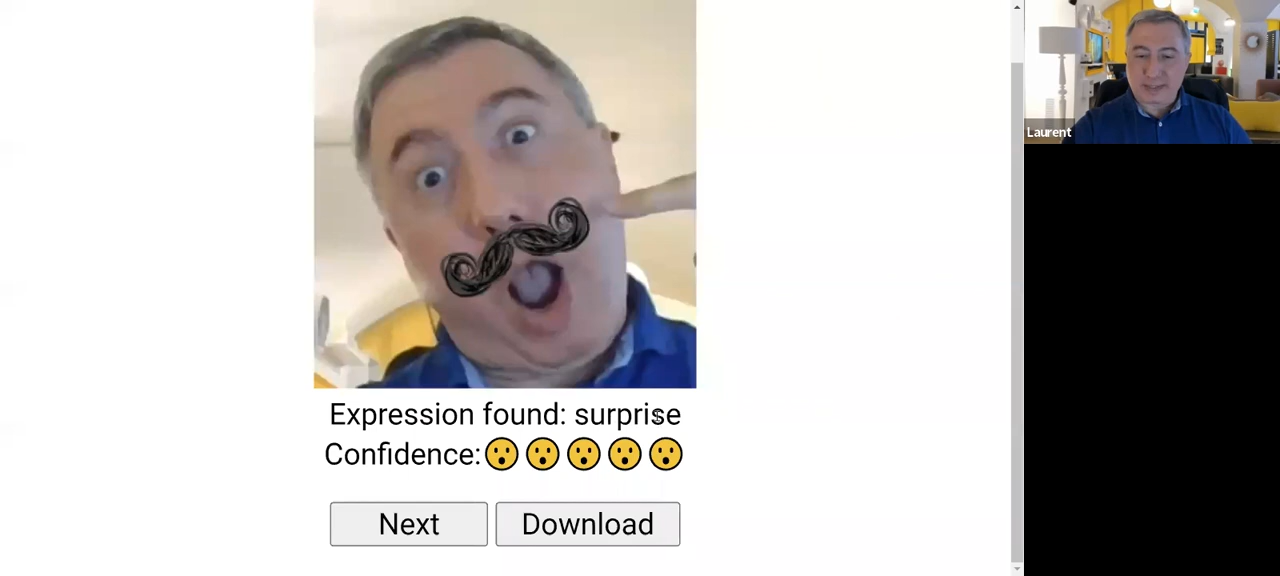 Laurent
Expression found: surprise
Confidence:😮😮😮😮😮
Next
Download